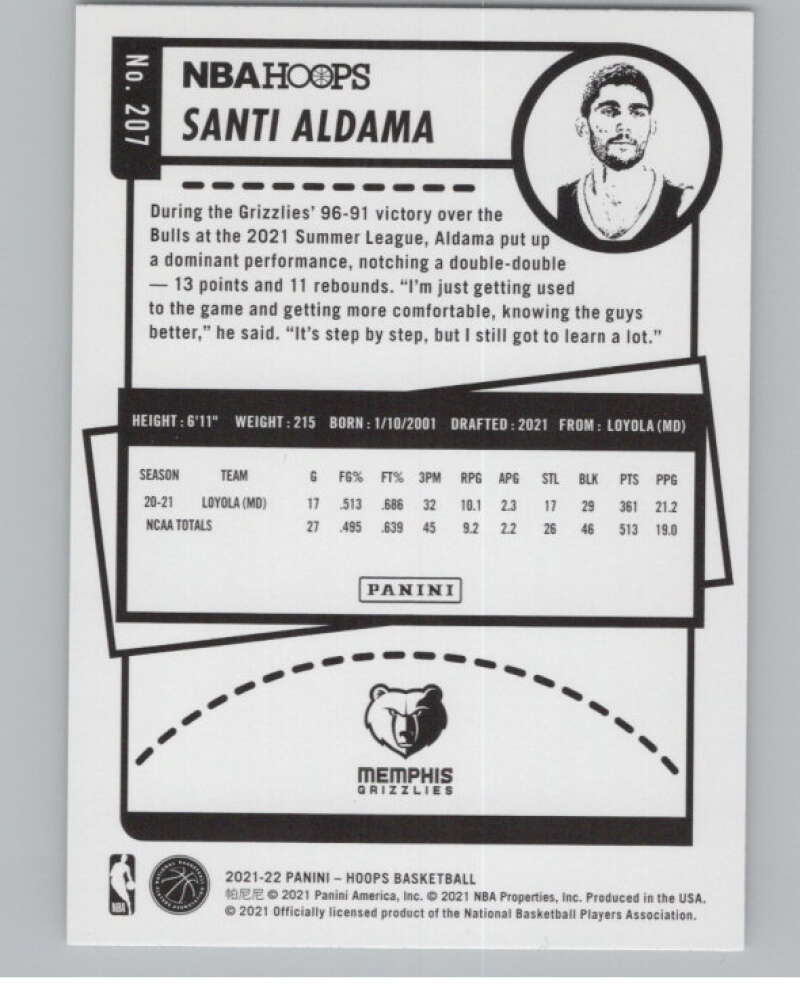 No. 207
NBA HOOPS
SANTI ALDAMA
During the Grizzlies' 96-91 victory over the
Bulls at the 2021 Summer League, Aldama put up
a dominant performance, notching a double-double
— 13 points and 11 rebounds. “I'm just getting used
to the game and getting more comfortable, knowing the guys
better,” he said. “It's step by step, but I still got to learn a lot.”
HEIGHT: 6'11" WEIGHT: 215 BORN: 1/10/2001 DRAFTED: 2021 FROM: LOYOLA (MD)
SEASON TEAM G FG% FT% 3PM RPG APG STL BLK PTS PPG
20-21 LOYOLA (MD) 17 .513 .686 32 10.1 2.3 17 29 361 21.2
NCAA TOTALS 27 .495 .639 45 9.2 2.2 26 46 513 19.0
PANINI
MEMPHIS
GRIZZLIES
NBA
2021-22 PANINI – HOOPS BASKETBALL
帕尼尼 © 2021 Panini America, Inc. © 2021 NBA Properties, Inc. Produced in the USA.
© 2021 Officially licensed product of the National Basketball Players Association.